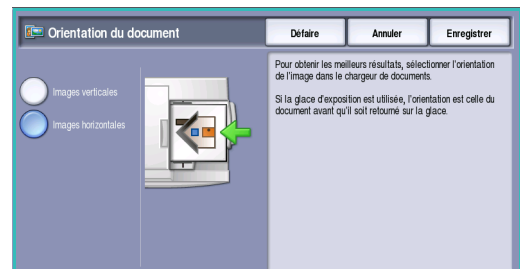 Orientation du document
Défaire
Annuler
Enregistrer
Images verticales
Images horizontales
Pour obtenir les meilleurs résultats, sélectionner l'orientation
de l'image dans le chargeur de documents.
Si la glace d'exposition est utilisée, l'orientation est celle du
document avant qu'il soit retourné sur la glace.